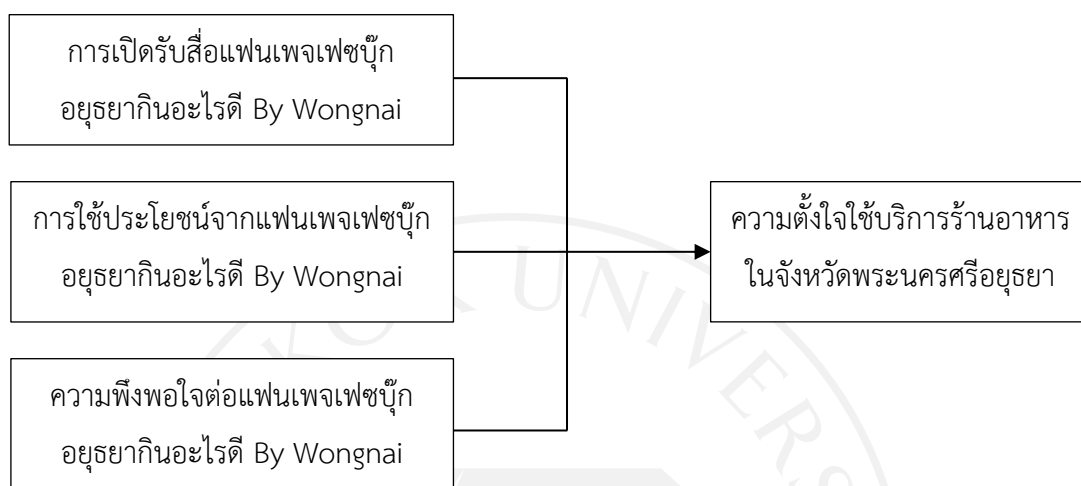 การเปิดรับสื่อแฟนเพจเฟซบุ๊ก
อยุธยากินอะไรดี By Wongnai
การใช้ประโยชน์จากแฟนเพจเฟซบุ๊ก
อยุธยากินอะไรดี By Wongnai
ความพึงพอใจต่อแฟนเพจเฟซบุ๊ก
อยุธยากินอะไรดี By Wongnai
ความตั้งใจใช้บริการร้านอาหาร
ในจังหวัดพระนครศรีอยุธยา